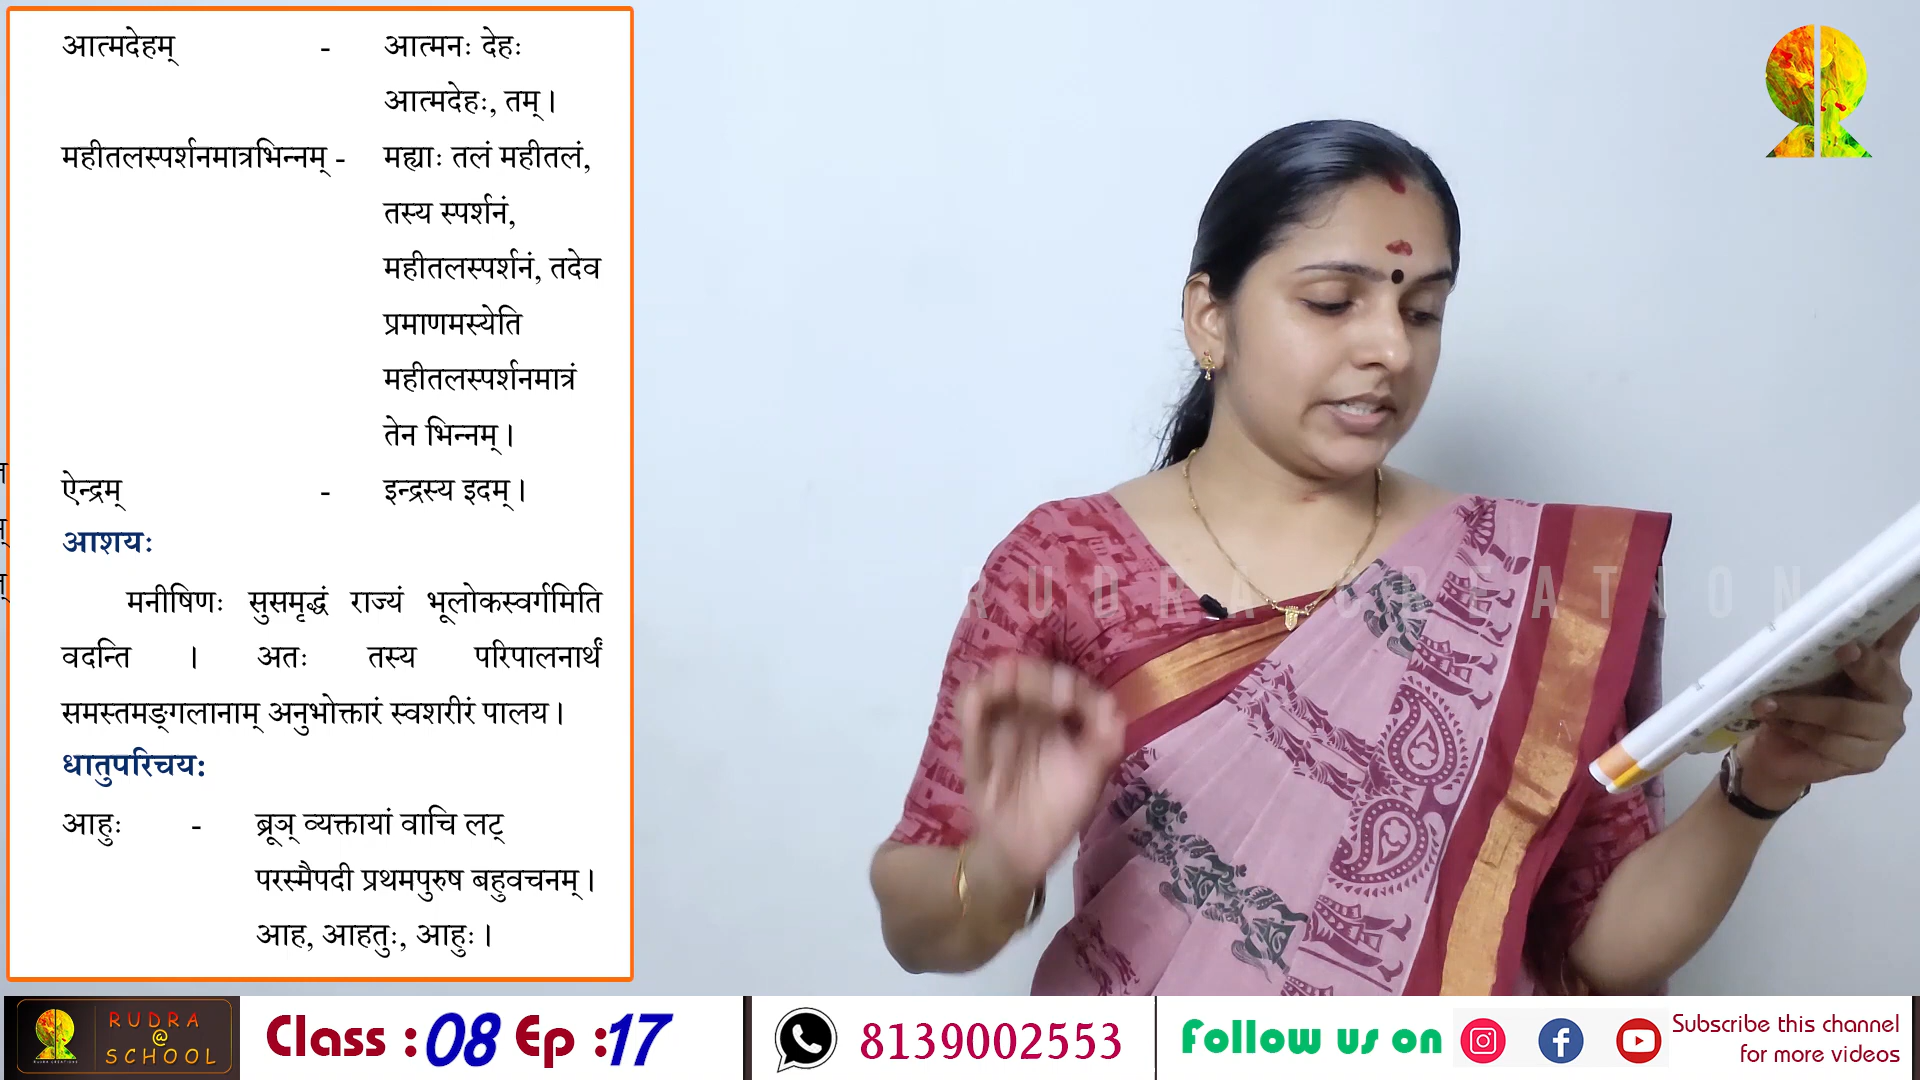 आत्मदेहम् - आत्मनः देहः
आत्मदेहः, तम् ।
महीतलस्पर्शनमात्रभिन्नम् - मह्याः तलं महीतलं,
तस्य स्पर्शनं,
महीतलस्पर्शनं, तदेव
प्रमाणमस्येति
महीतलस्पर्शनमात्रं
तेन भिन्नम् ।
ऐन्द्रम् - इन्द्रस्य इदम् ।
आशयः
मनीषिणः सुसमृद्धं राज्यं भूलोकस्वर्गमिति
वदन्ति । अतः तस्य परिपालनार्थं
समस्तमङ्गलानाम् अनुभोक्तारं स्वशरीरं पालय ।
धातुपरिचयः
आहुः - ब्रूञ् व्यक्तायां वाचि लट्
परस्मैपदी प्रथमपुरुष बहुवचनम् ।
आह, आहतुः, आहुः ।
RUDRA CREATIONS
RUDRA
@
SCHOOL
Class : 08 Ep :17
8139002553
Follow us on
Subscribe this channel
for more videos